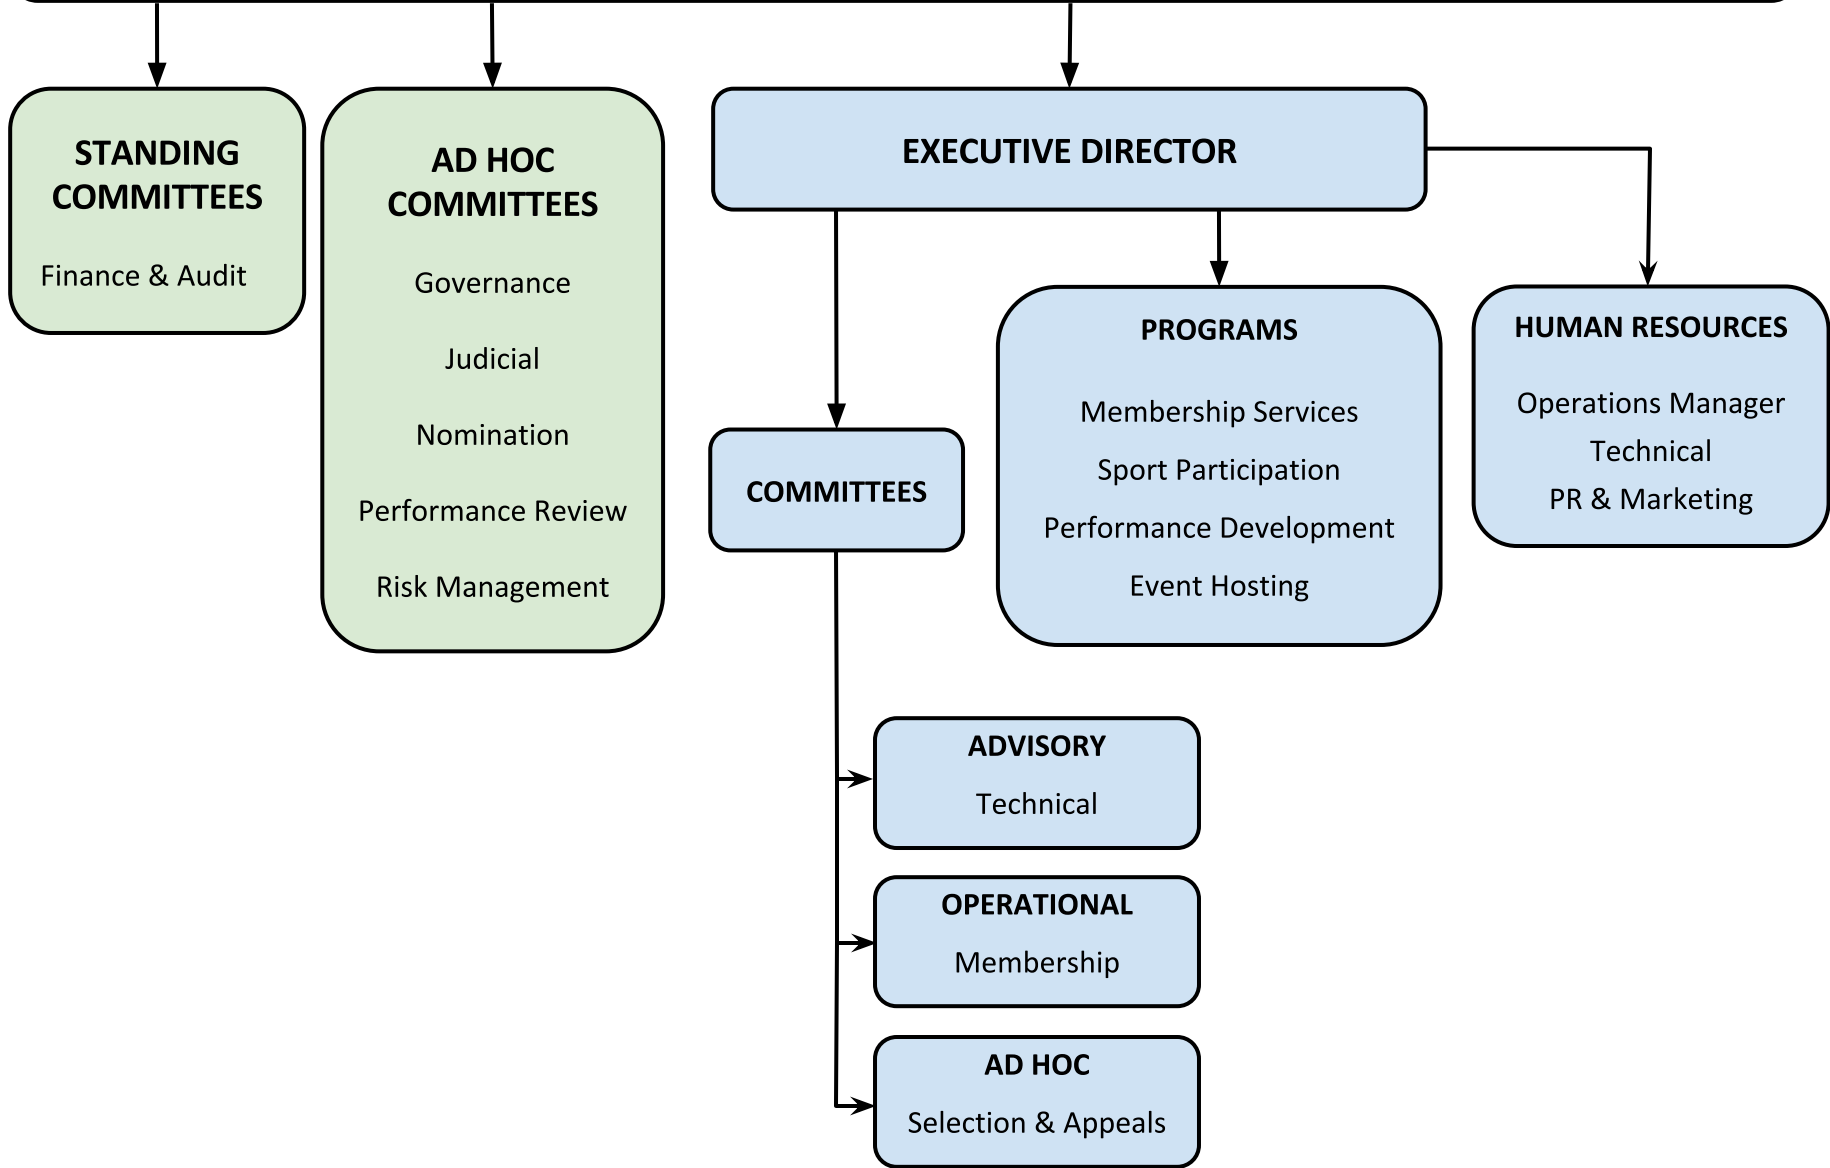 STANDING
COMMITTEES
Finance & Audit
AD HOC
COMMITTEES
Governance
Judicial
Nomination
Performance Review
Risk Management
EXECUTIVE DIRECTOR
COMMITTEES
PROGRAMS
Membership Services
Sport Participation
Performance Development
Event Hosting
HUMAN RESOURCES
Operations Manager
Technical
PR & Marketing
ADVISORY
Technical
OPERATIONAL
Membership
AD HOC
Selection & Appeals